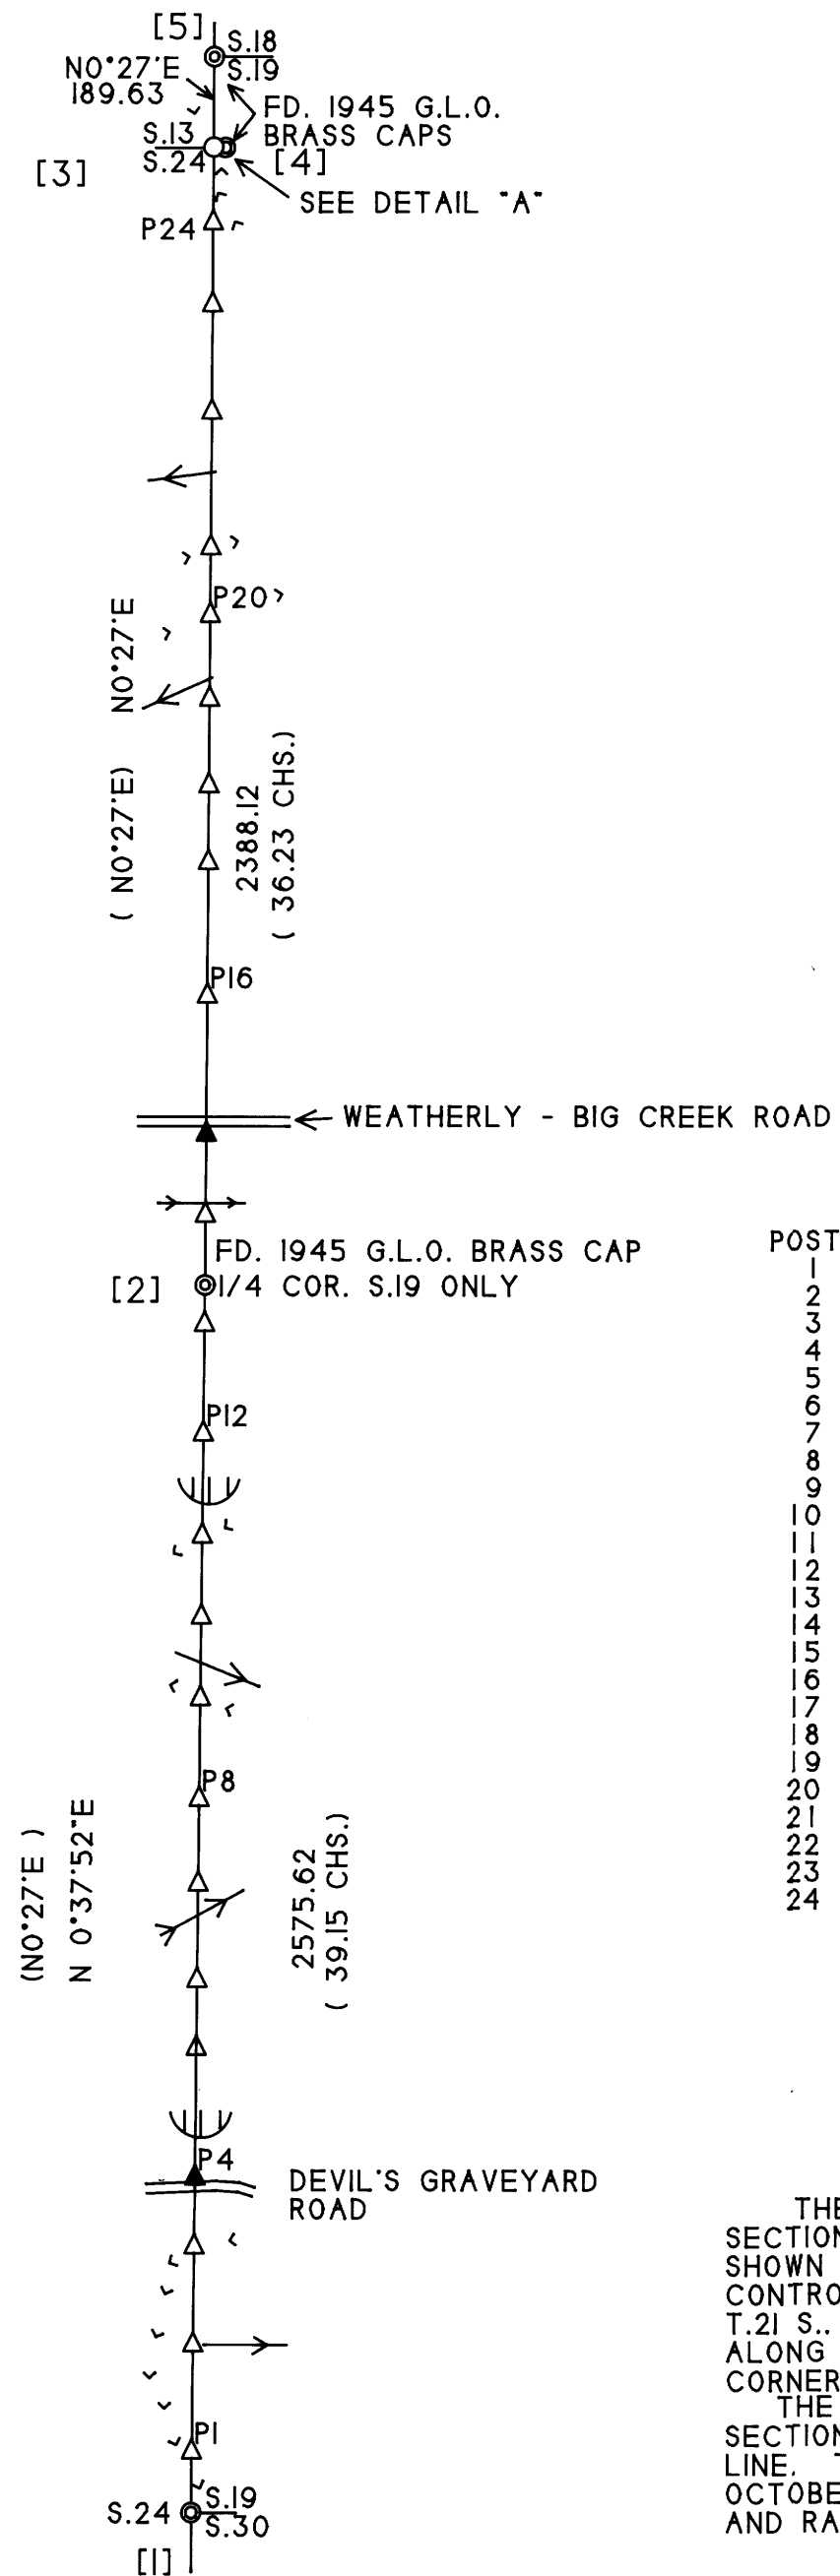 [5]
S.18
S.19
N0°27'E
189.63
FD. 1945 G.L.O.
BRASS CAPS
S.13
S.24
[4]
[3]
SEE DETAIL "A"
P24
P20
N0°27'E
( N0°27'E)
2388.12
( 36.23 CHS.)
P16
WEATHERLY - BIG CREEK ROAD
FD. 1945 G.L.O. BRASS CAP
[2]
1/4 COR. S.19 ONLY
P12
P8
(N0°27'E )
N 0°37'52"E
2575.62
( 39.15 CHS.)
P4
DEVIL'S GRAVEYARD
ROAD
P1
S.24
S.19
S.30
[1]
POST
1
2
3
4
5
6
7
8
9
10
11
12
13
14
15
16
17
18
19
20
21
22
23
24
THE
SECTION
SHOWN
CONTRO
T.21 S..
ALONG
CORNER
THE
SECTION
LINE. T
OCTOBE
AND RA